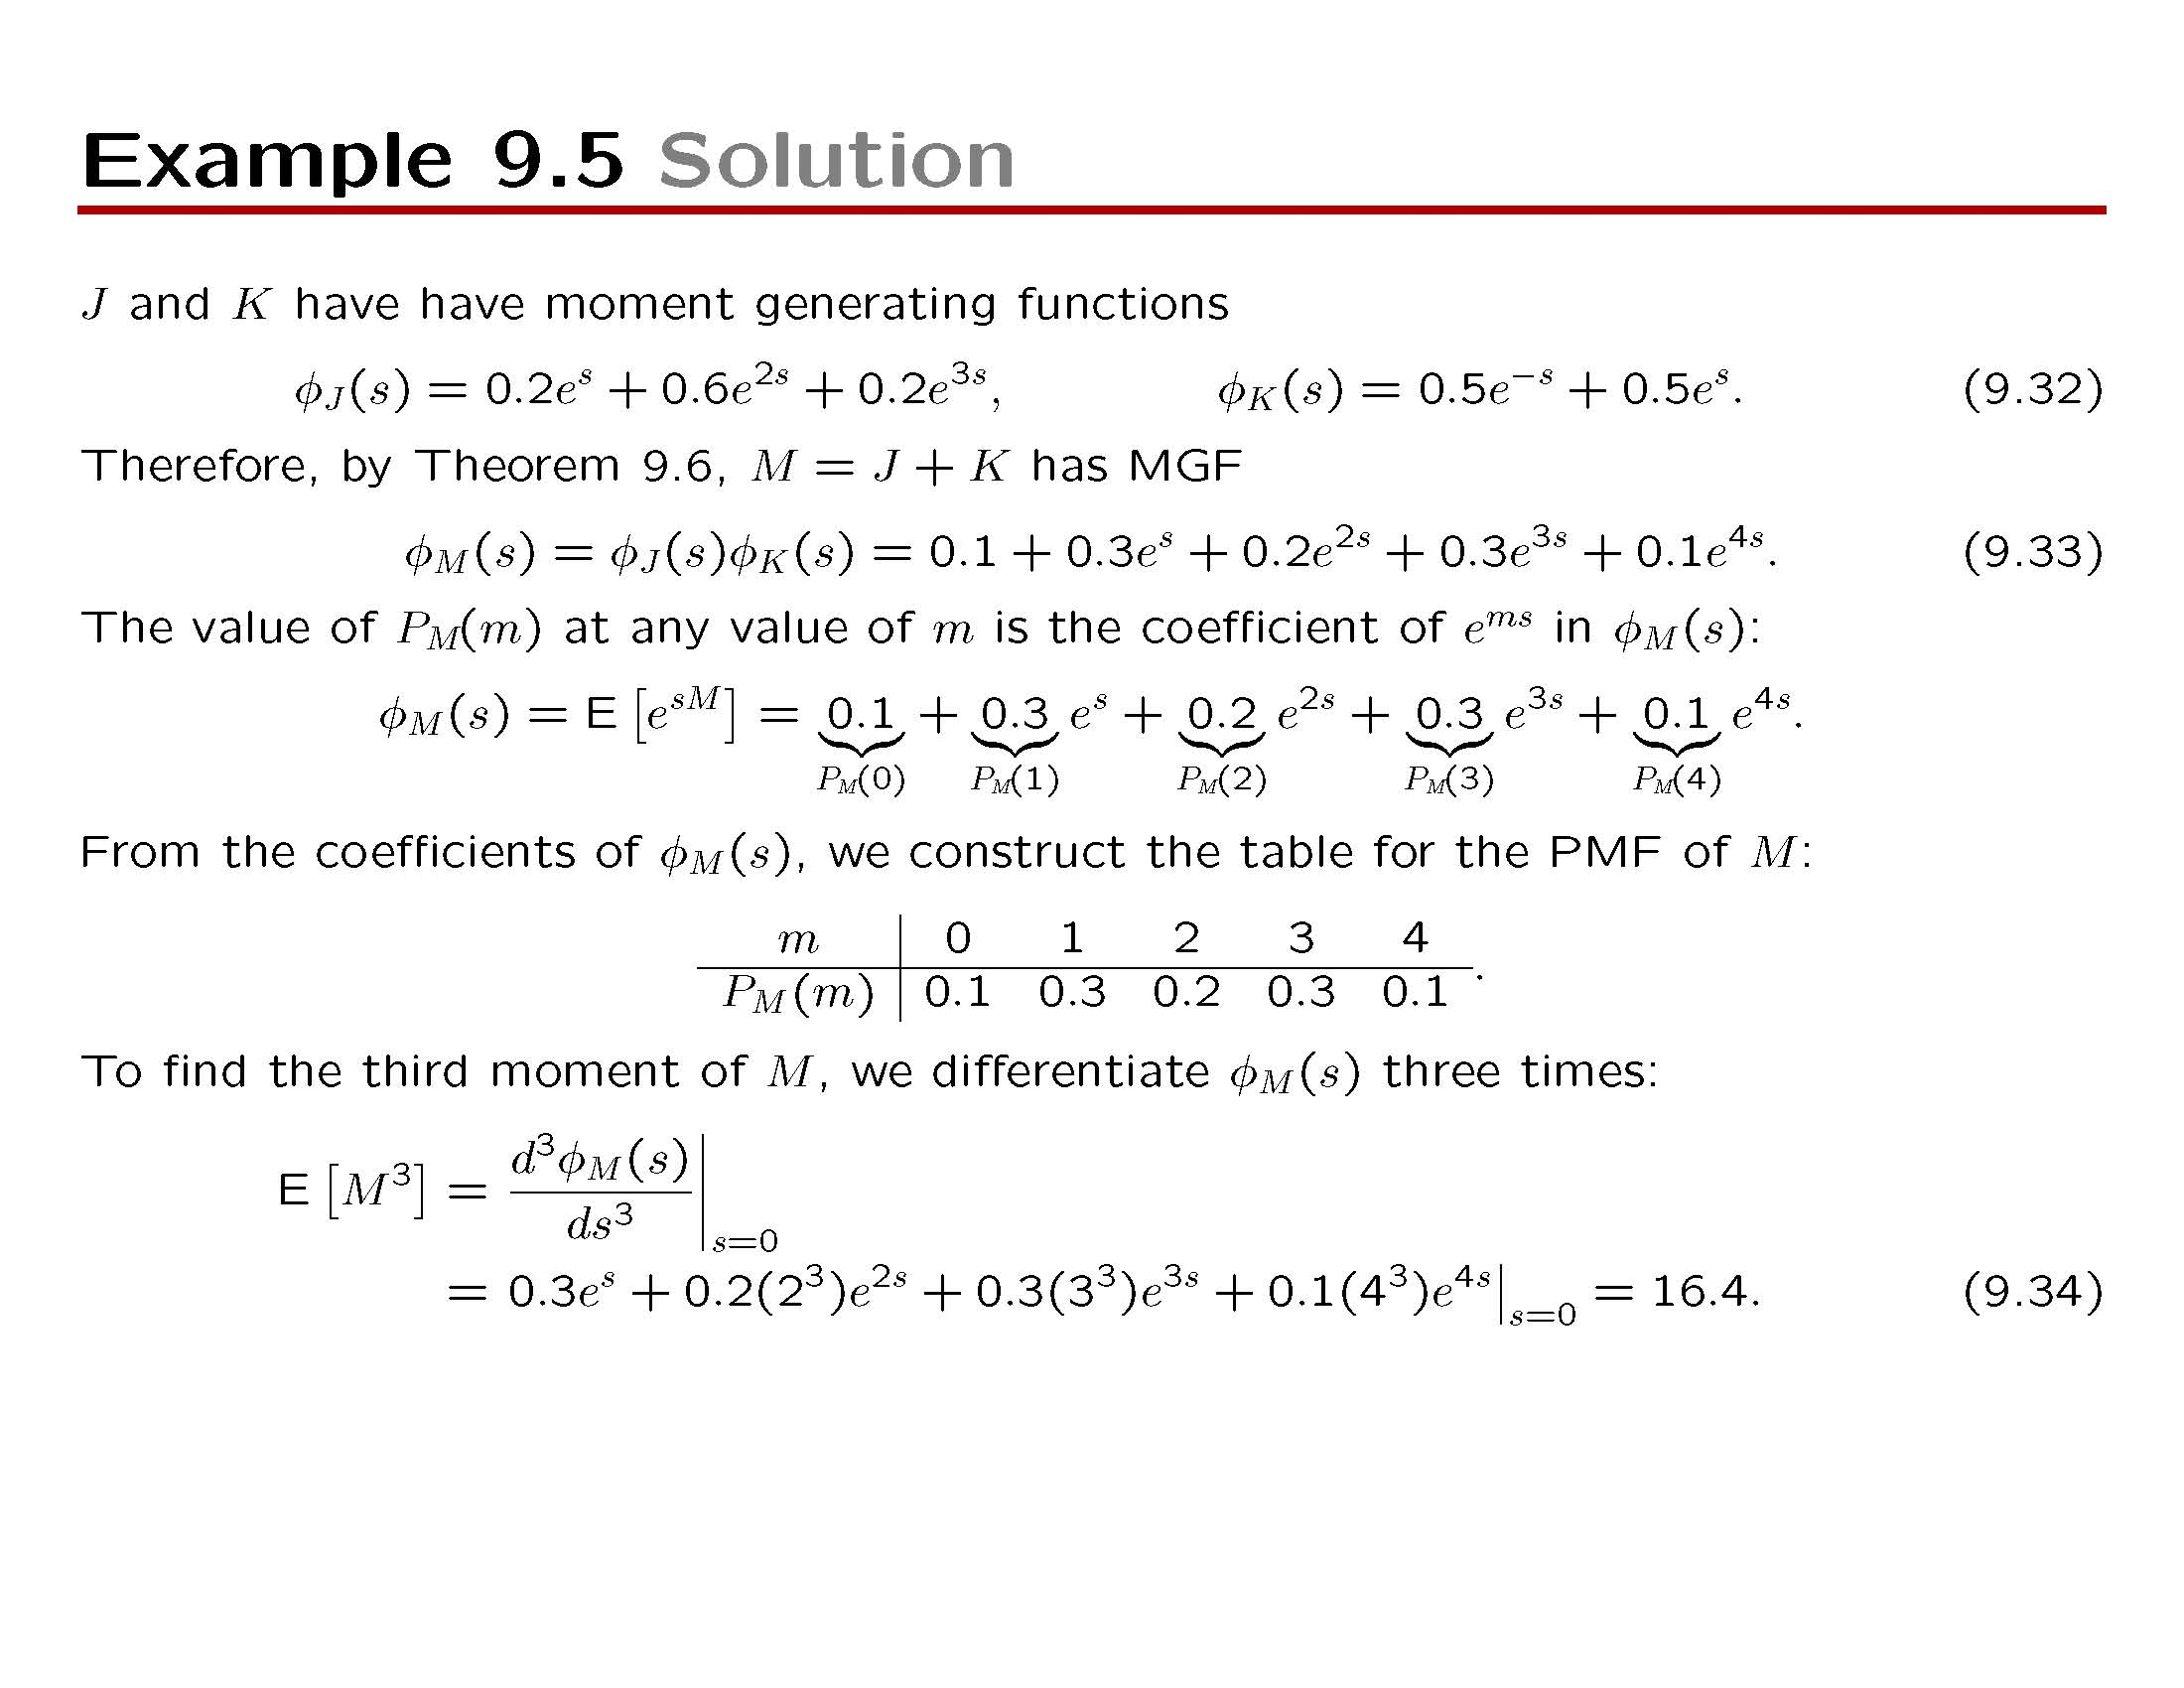 Example 9.5 Solution
J and K have have moment generating functions
ϕ_J(s) = 0.2e^s + 0.6e^{2s} + 0.2e^{3s}, ϕ_K(s) = 0.5e^{−s} + 0.5e^s. (9.32)
Therefore, by Theorem 9.6, M = J + K has MGF
ϕ_M(s) = ϕ_J(s)ϕ_K(s) = 0.1 + 0.3e^s + 0.2e^{2s} + 0.3e^{3s} + 0.1e^{4s}. (9.33)
The value of P_M(m) at any value of m is the coefficient of e^{ms} in ϕ_M(s):
ϕ_M(s) = E [e^{sM}] = 0.1 + 0.3 e^s + 0.2 e^{2s} + 0.3 e^{3s} + 0.1 e^{4s}.
P_M(0) P_M(1) P_M(2) P_M(3) P_M(4)
From the coefficients of ϕ_M(s), we construct the table for the PMF of M:
m 0 1 2 3 4
P_M(m) 0.1 0.3 0.2 0.3 0.1 .
To find the third moment of M, we differentiate ϕ_M(s) three times:
E [M^3] = d^3ϕ_M(s)/ds^3 |_{s=0}
= 0.3e^s + 0.2(2^3)e^{2s} + 0.3(3^3)e^{3s} + 0.1(4^3)e^{4s}|_{s=0} = 16.4. (9.34)